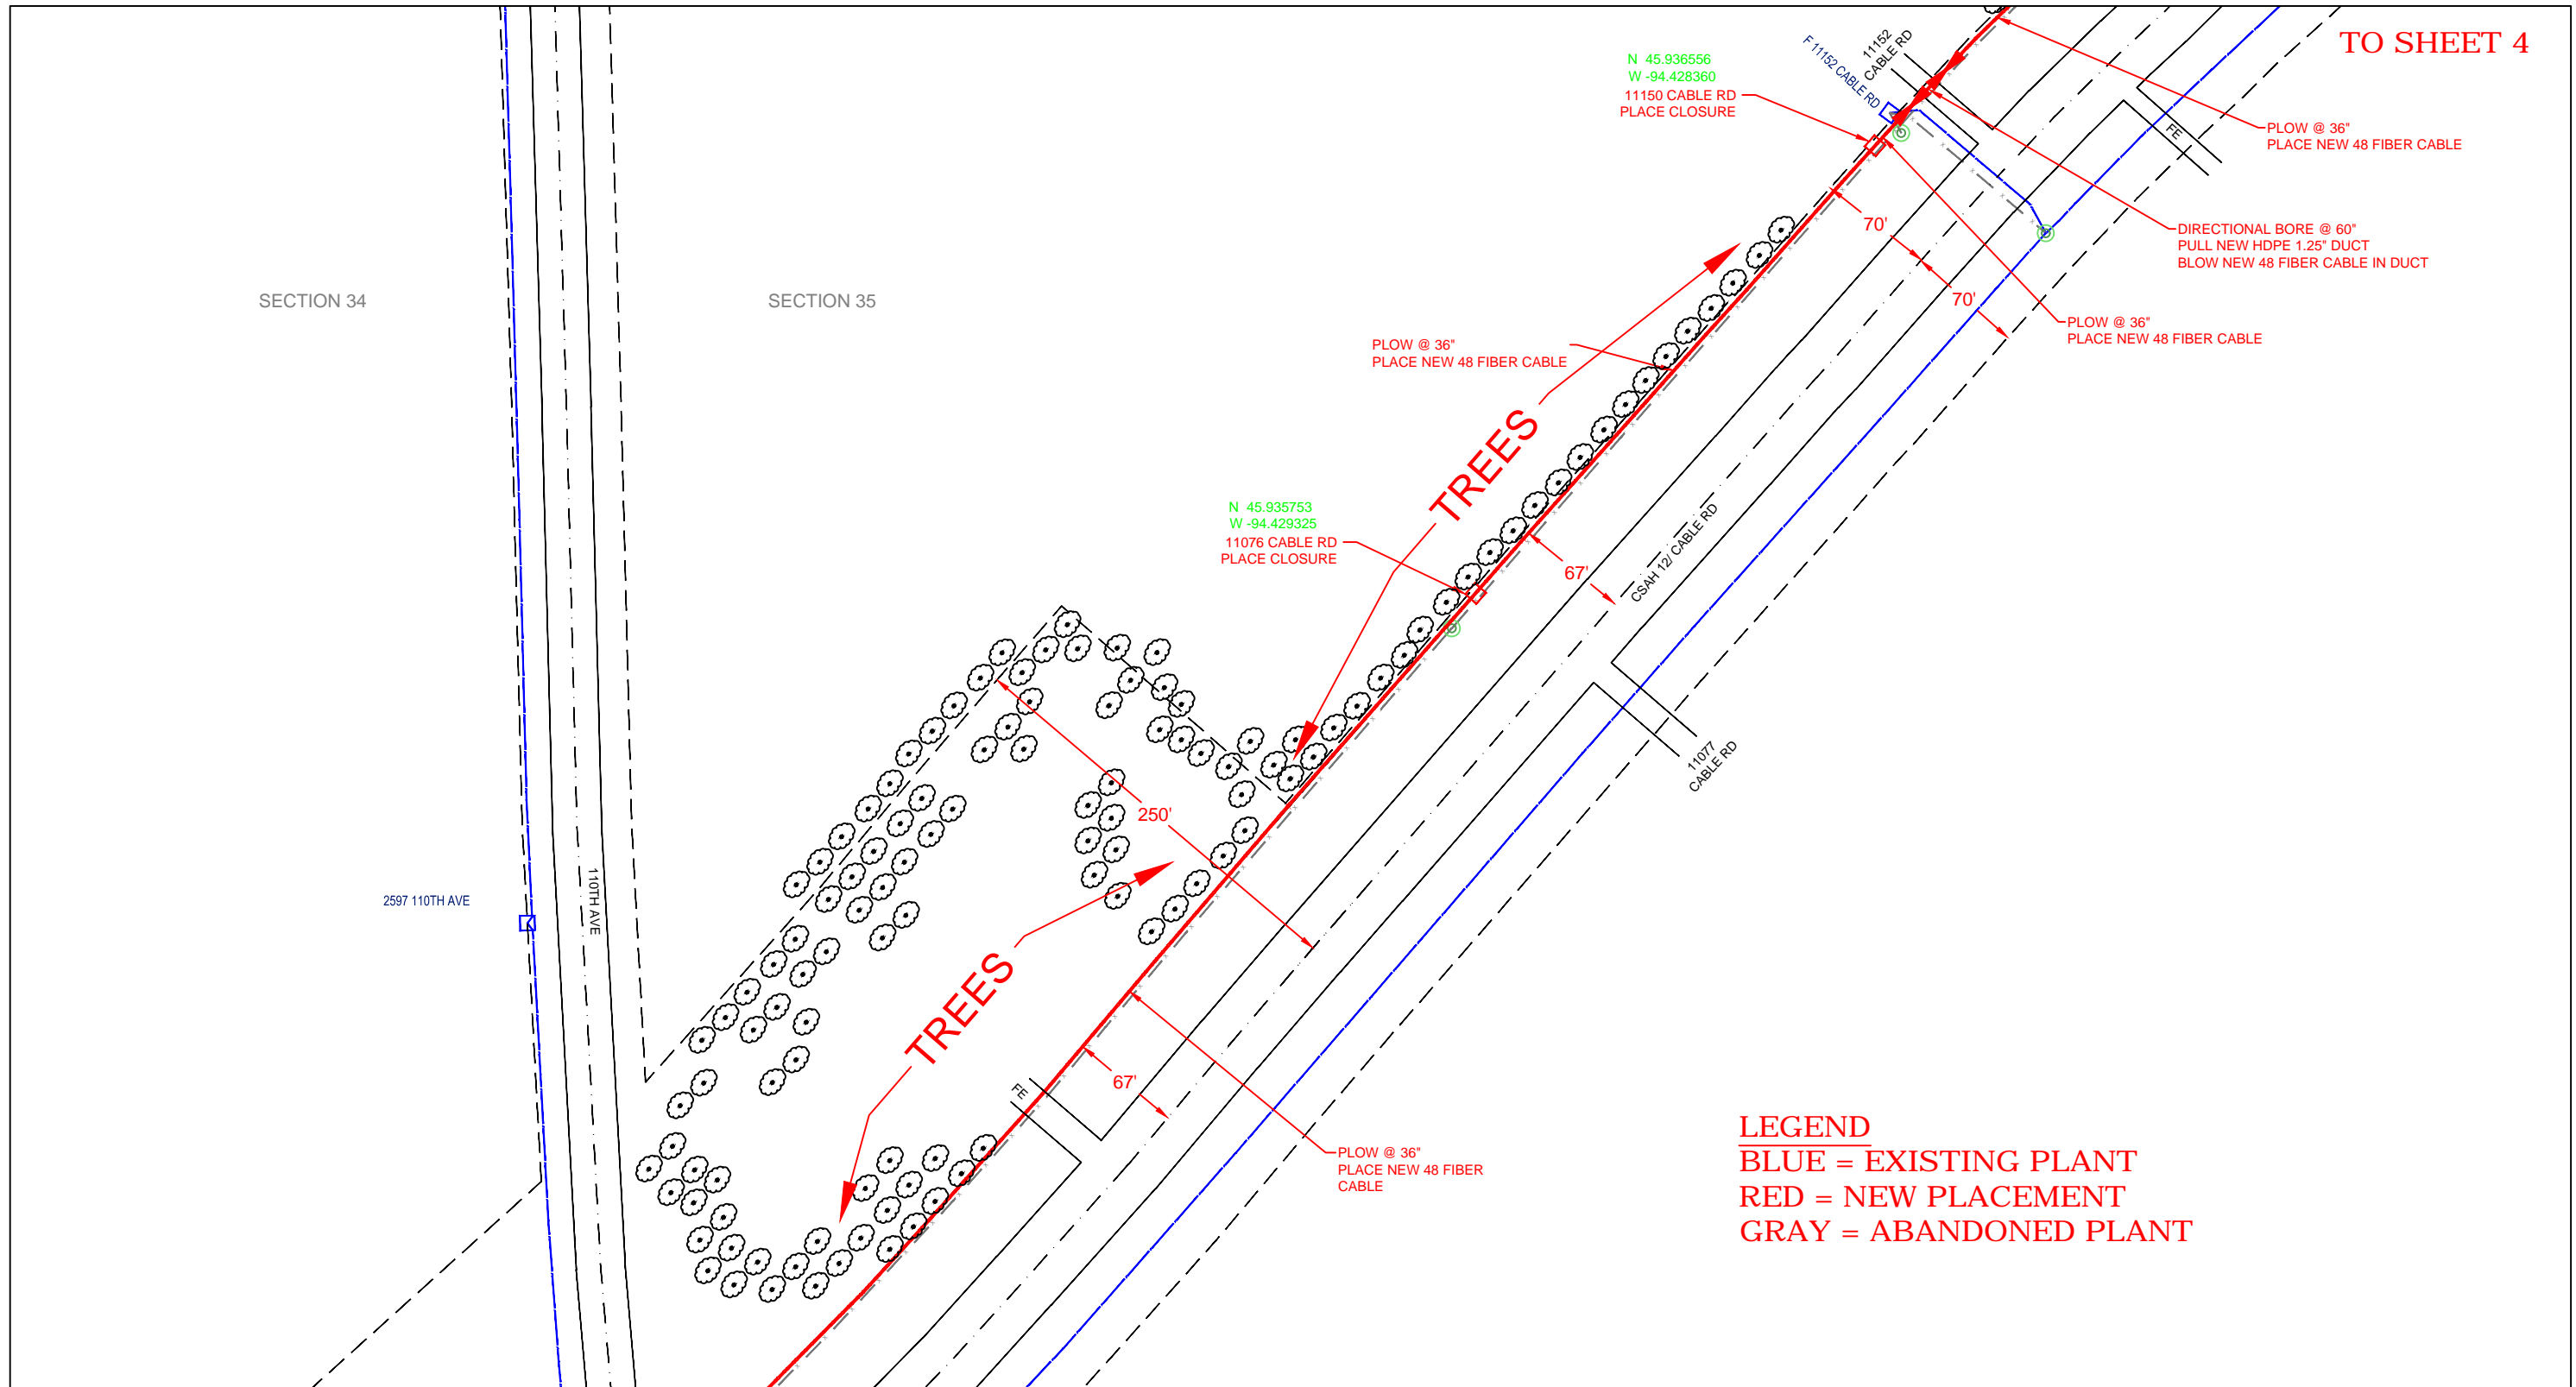 TO SHEET 4
N 45.936556
W -94.428360
11150 CABLE RD
PLACE CLOSURE
F 11152 CABLE RD
11152
CABLE RD
FE
PLOW @ 36"
PLACE NEW 48 FIBER CABLE
DIRECTIONAL BORE @ 60"
PULL NEW HDPE 1.25" DUCT
BLOW NEW 48 FIBER CABLE IN DUCT
PLOW @ 36"
PLACE NEW 48 FIBER CABLE
70'
70'
SECTION 34
SECTION 35
PLOW @ 36"
PLACE NEW 48 FIBER CABLE
TREES
N 45.935753
W -94.429325
11076 CABLE RD
PLACE CLOSURE
67'
CSAH 12/ CABLE RD
11077
CABLE RD
250'
2597 110TH AVE
110TH AVE
TREES
67'
FE
PLOW @ 36"
PLACE NEW 48 FIBER
CABLE
LEGEND
BLUE = EXISTING PLANT
RED = NEW PLACEMENT
GRAY = ABANDONED PLANT